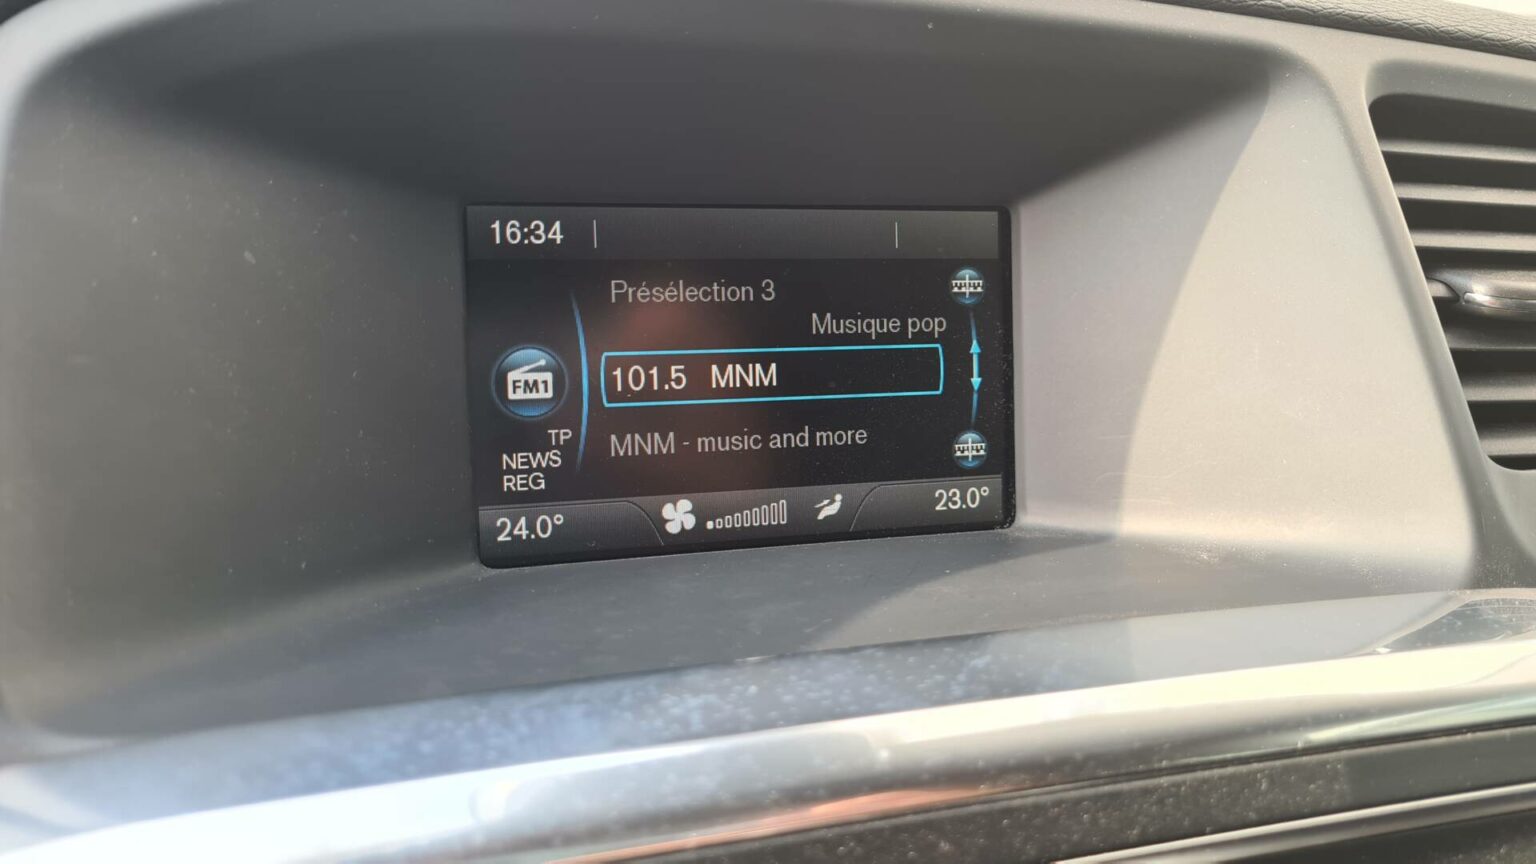 16:34
Présélection 3
Musique pop
FM1
101.5 MNM
TP
NEWS
REG
MNM - music and more
24.0°
23.0°